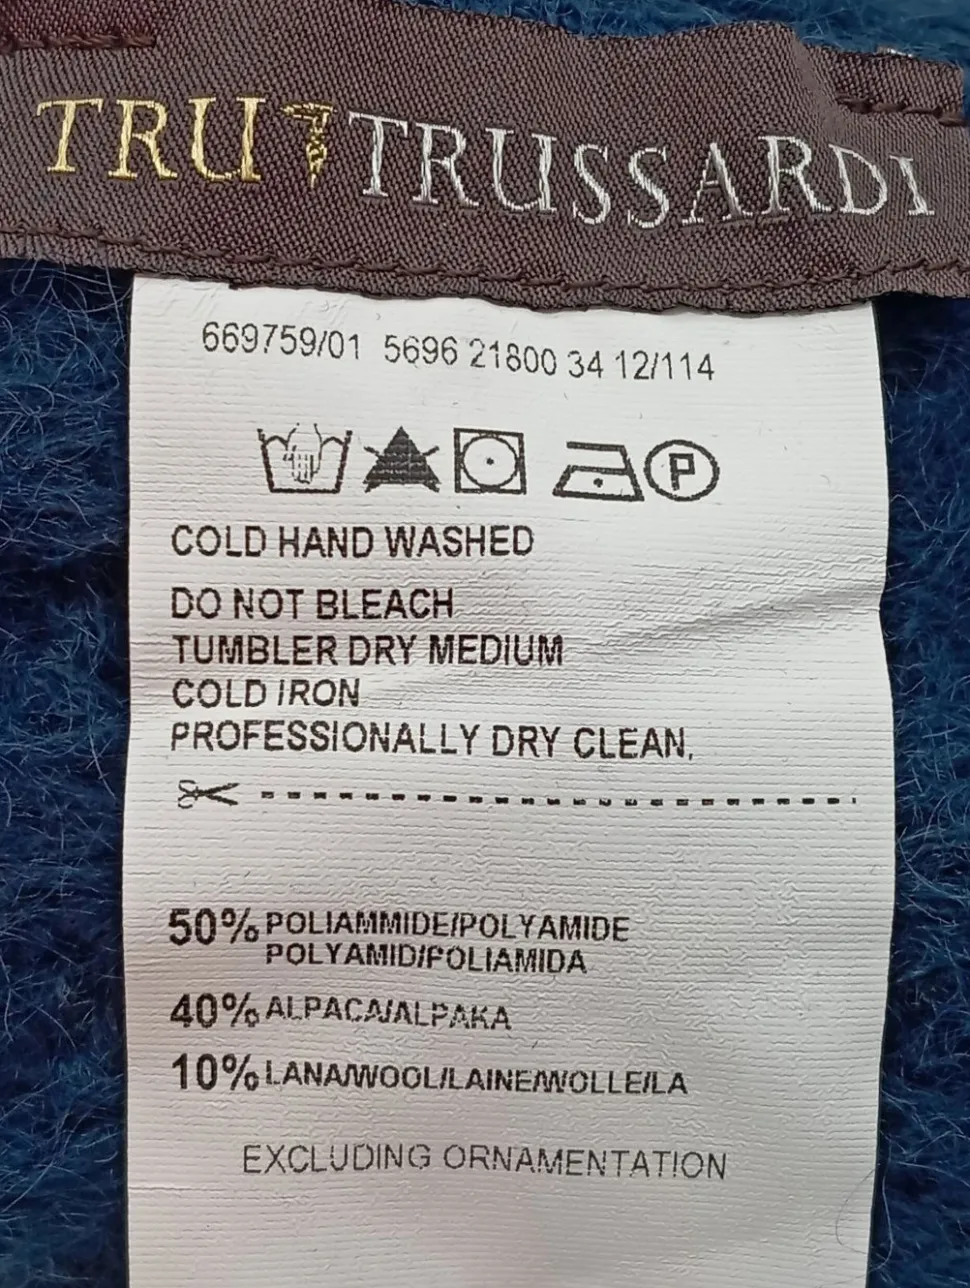 TRU TRUSSARDI
669759/01 5696 21800 34 12/114
P
COLD HAND WASHED
DO NOT BLEACH
TUMBLER DRY MEDIUM
COLD IRON
PROFESSIONALLY DRY CLEAN.
50% POLIAMMIDE/POLYAMIDE
POLYAMID/POLIAMIDA
40% ALPACA/ALPAKA
10% LANA/WOOL/LAINE/WOLLE/LA
EXCLUDING ORNAMENTATION